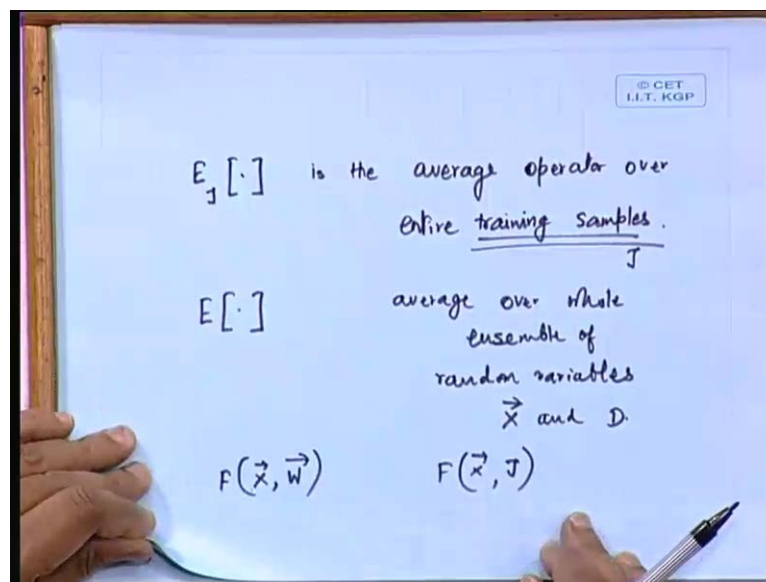 © CET
I.I.T. KGP
E_J [·] is the average operator over
entire training samples.
J
E[·] average over whole
ensemble of
random variables
X⃗ and D.
F(x⃗, W⃗) F(x⃗, J)